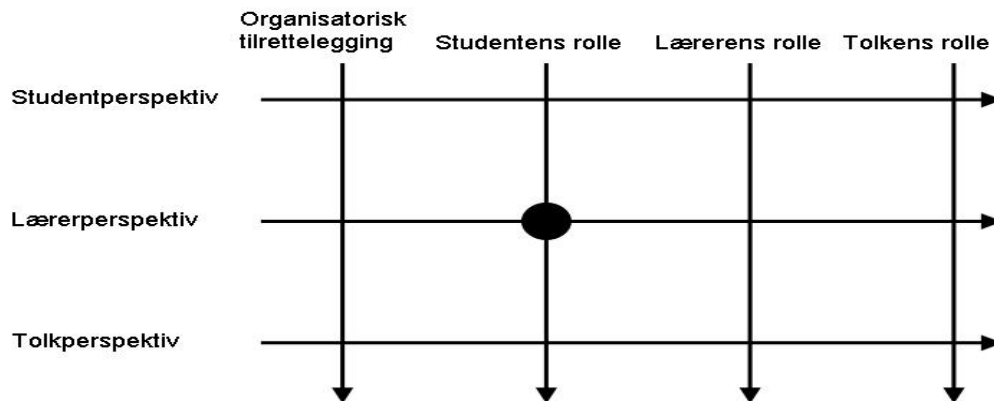 Organisatorisk
tilrettelegging
Studentens rolle
Lærerens rolle
Tolkens rolle
Studentperspektiv
Lærerperspektiv
Tolkperspektiv